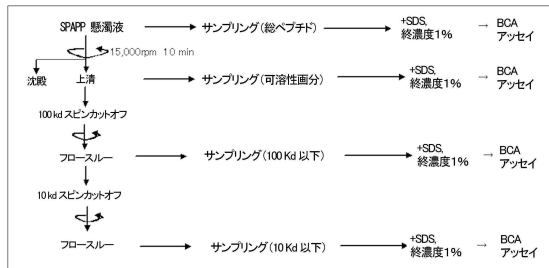 SPAPP 懸濁液
サンプリング(総ペプチド)
+SDS,
終濃度1%
→ BCA
アッセイ
15,000rpm 10 min
沈殿
上清
サンプリング(可溶性画分)
+SDS,
終濃度1%
→ BCA
アッセイ
100 kd スピンカットオフ
フロースルー
サンプリング(100 Kd 以下)
+SDS,
終濃度1%
→ BCA
アッセイ
10 kd スピンカットオフ
フロースルー
サンプリング(10 Kd 以下)
+SDS,
終濃度1%
→ BCA
アッセイ